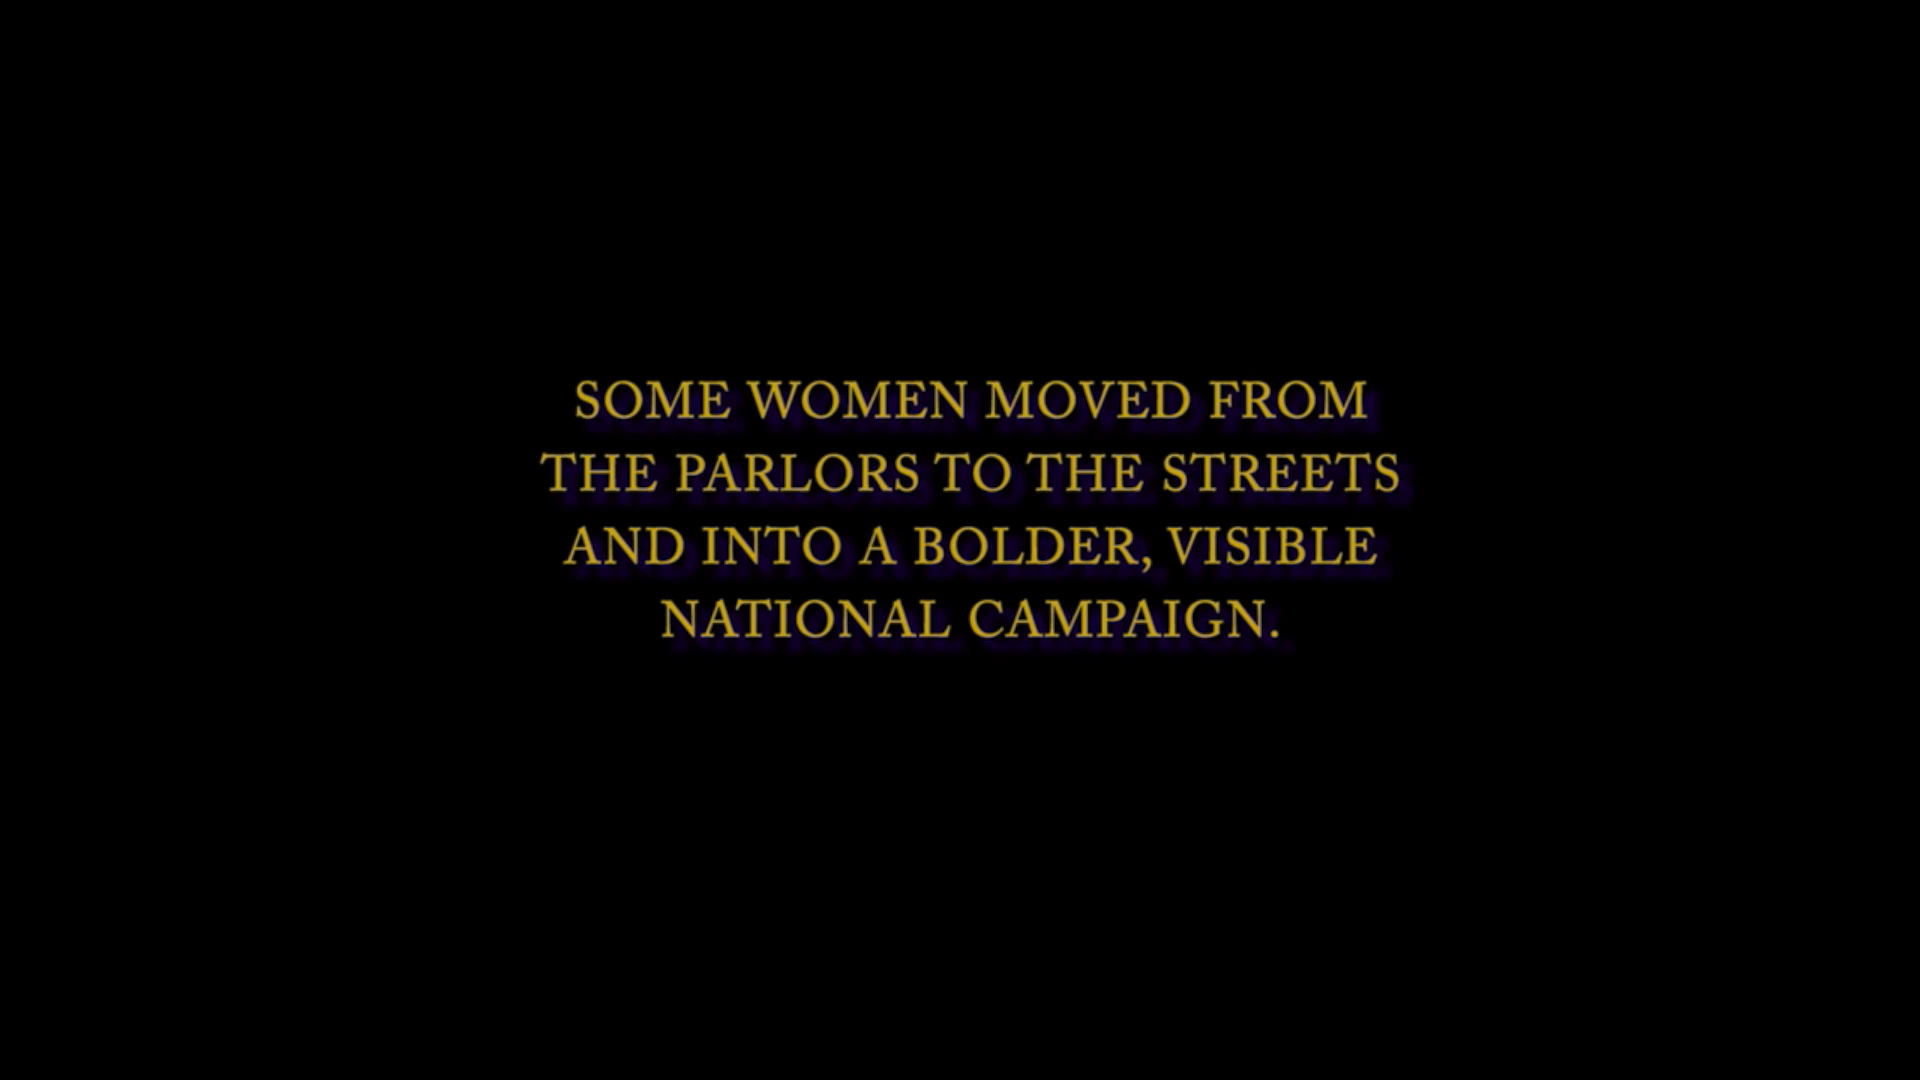 SOME WOMEN MOVED FROM
THE PARLORS TO THE STREETS
AND INTO A BOLDER, VISIBLE
NATIONAL CAMPAIGN.